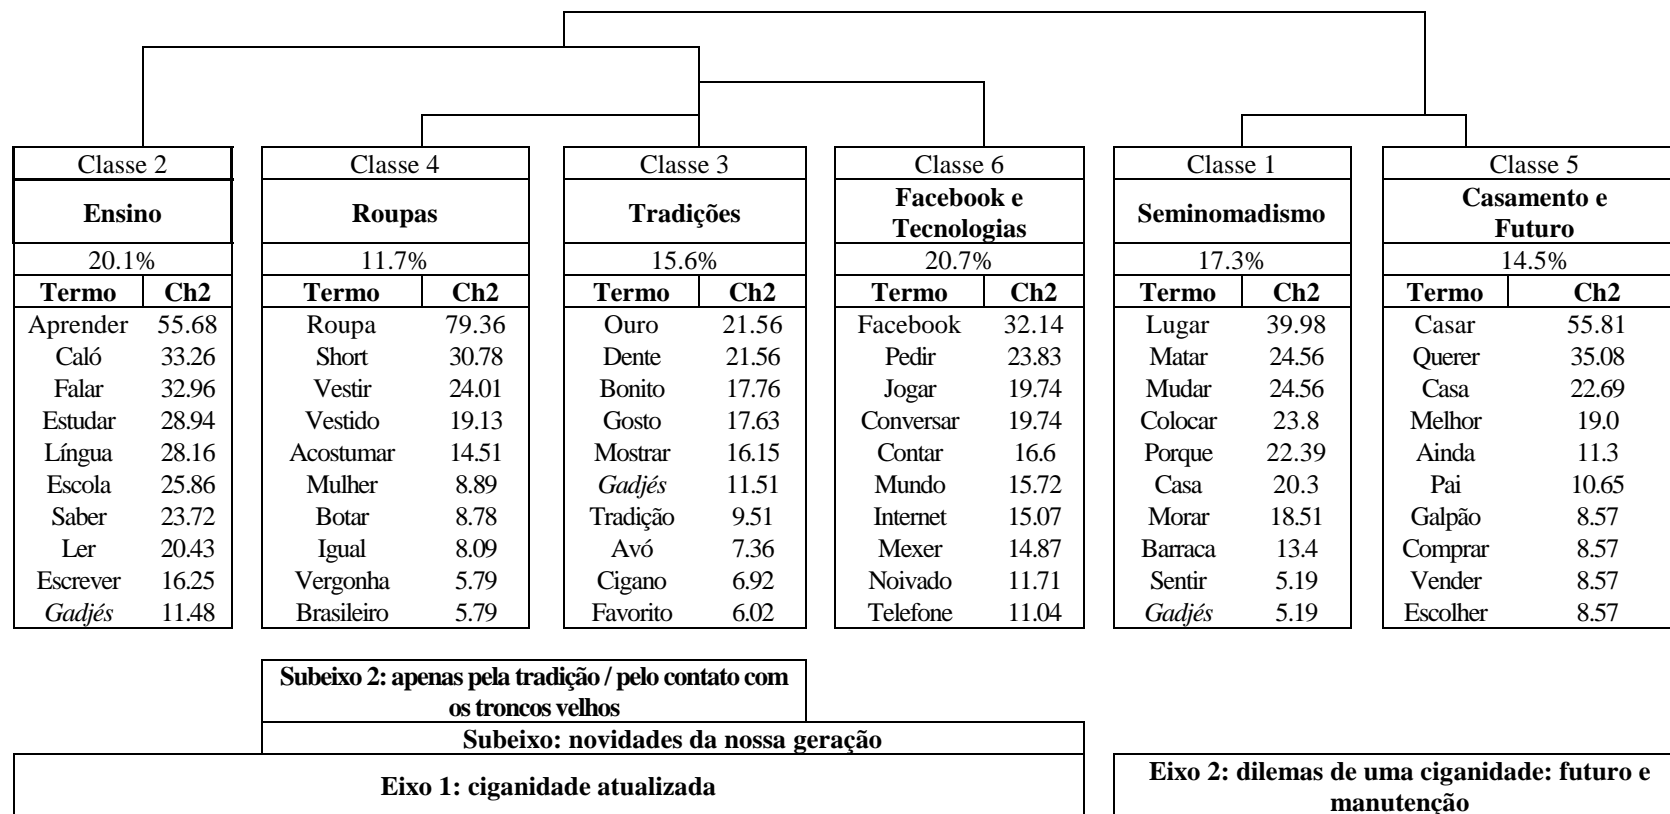 Classe 2 Classe 4 Classe 3 Classe 6 Classe 1 Classe 5
Ensino Roupas Tradições Facebook e Tecnologias Seminomadismo Casamento e Futuro
20.1% 11.7% 15.6% 20.7% 17.3% 14.5%
Termo Ch2 Termo Ch2 Termo Ch2 Termo Ch2 Termo Ch2 Termo Ch2
Aprender 55.68 Roupa 79.36 Ouro 21.56 Facebook 32.14 Lugar 39.98 Casar 55.81
Caló 33.26 Short 30.78 Dente 21.56 Pedir 23.83 Matar 24.56 Querer 35.08
Falar 32.96 Vestir 24.01 Bonito 17.76 Jogar 19.74 Mudar 24.56 Casa 22.69
Estudar 28.94 Vestido 19.13 Gosto 17.63 Conversar 19.74 Colocar 23.8 Melhor 19.0
Língua 28.16 Acostumar 14.51 Mostrar 16.15 Contar 16.6 Porque 22.39 Ainda 11.3
Escola 25.86 Mulher 8.89 Gadjés 11.51 Mundo 15.72 Casa 20.3 Pai 10.65
Saber 23.72 Botar 8.78 Tradição 9.51 Internet 15.07 Morar 18.51 Galpão 8.57
Ler 20.43 Igual 8.09 Avó 7.36 Mexer 14.87 Barraca 13.4 Comprar 8.57
Escrever 16.25 Vergonha 5.79 Cigano 6.92 Noivado 11.71 Sentir 5.19 Vender 8.57
Gadjés 11.48 Brasileiro 5.79 Favorito 6.02 Telefone 11.04 Gadjés 5.19 Escolher 8.57
Subeixo 2: apenas pela tradição / pelo contato com
os troncos velhos
Subeixo: novidades da nossa geração
Eixo 1: ciganidade atualizada
Eixo 2: dilemas de uma ciganidade: futuro e
manutenção